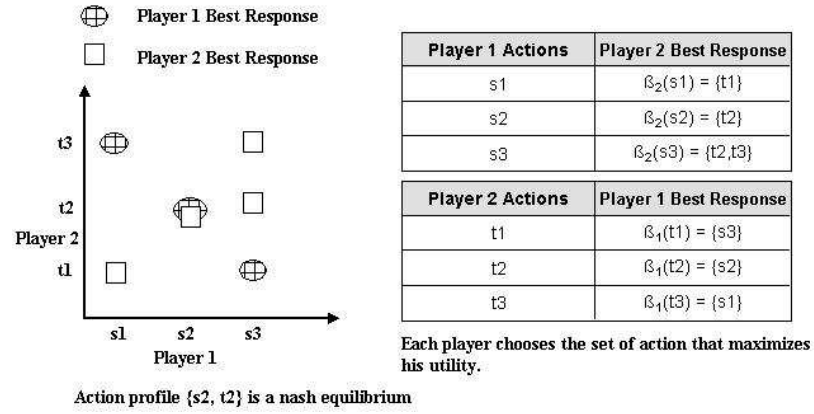 Player 1 Best Response
Player 2 Best Response
t3
t2
Player 2
t1
s1 s2 s3
Player 1
Action profile {s2, t2} is a nash equilibrium
Player 1 Actions Player 2 Best Response
s1 ß₂(s1) = {t1}
s2 ß₂(s2) = {t2}
s3 ß₂(s3) = {t2,t3}
Player 2 Actions Player 1 Best Response
t1 ß₁(t1) = {s3}
t2 ß₁(t2) = {s2}
t3 ß₁(t3) = {s1}
Each player chooses the set of action that maximizes
his utility.